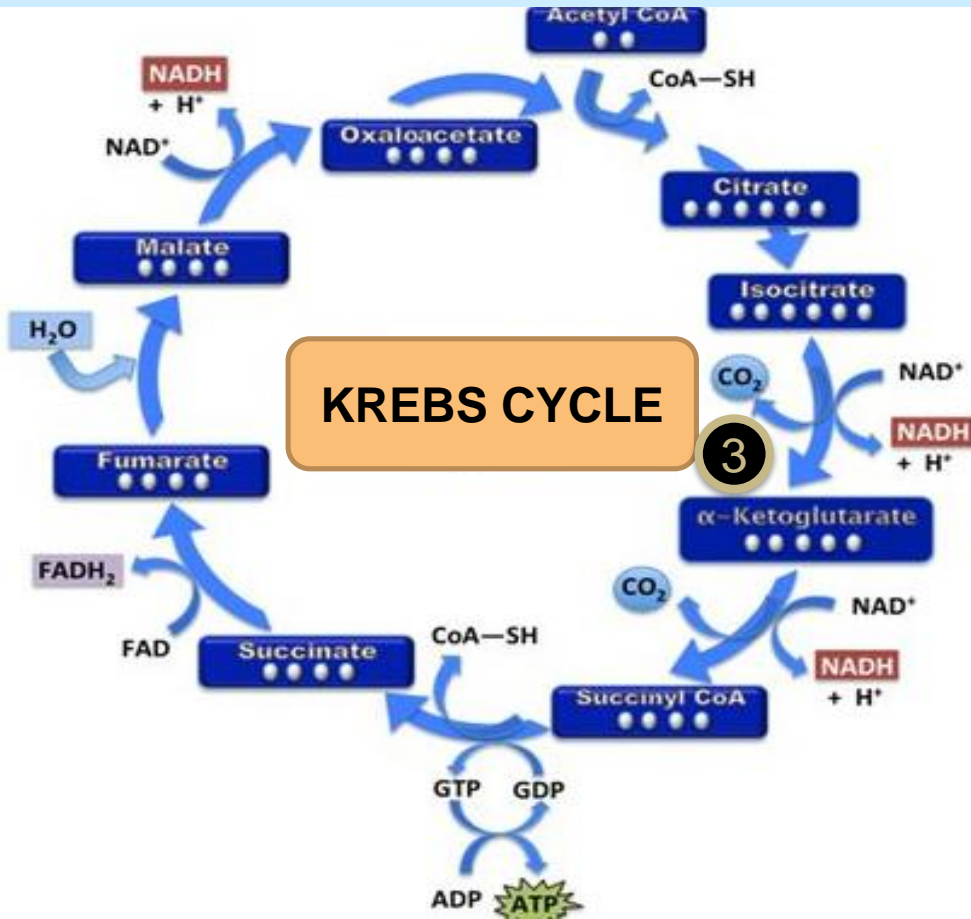 Acetyl CoA
CoA—SH
NADH
+ H⁺
NAD⁺
Oxaloacetate
Citrate
Malate
Isocitrate
H₂O
KREBS CYCLE
CO₂
NAD⁺
NADH
+ H⁺
3
Fumarate
α-Ketoglutarate
FADH₂
CO₂
NAD⁺
FAD
CoA—SH
Succinate
NADH
+ H⁺
Succinyl CoA
GTP
GDP
ADP
ATP